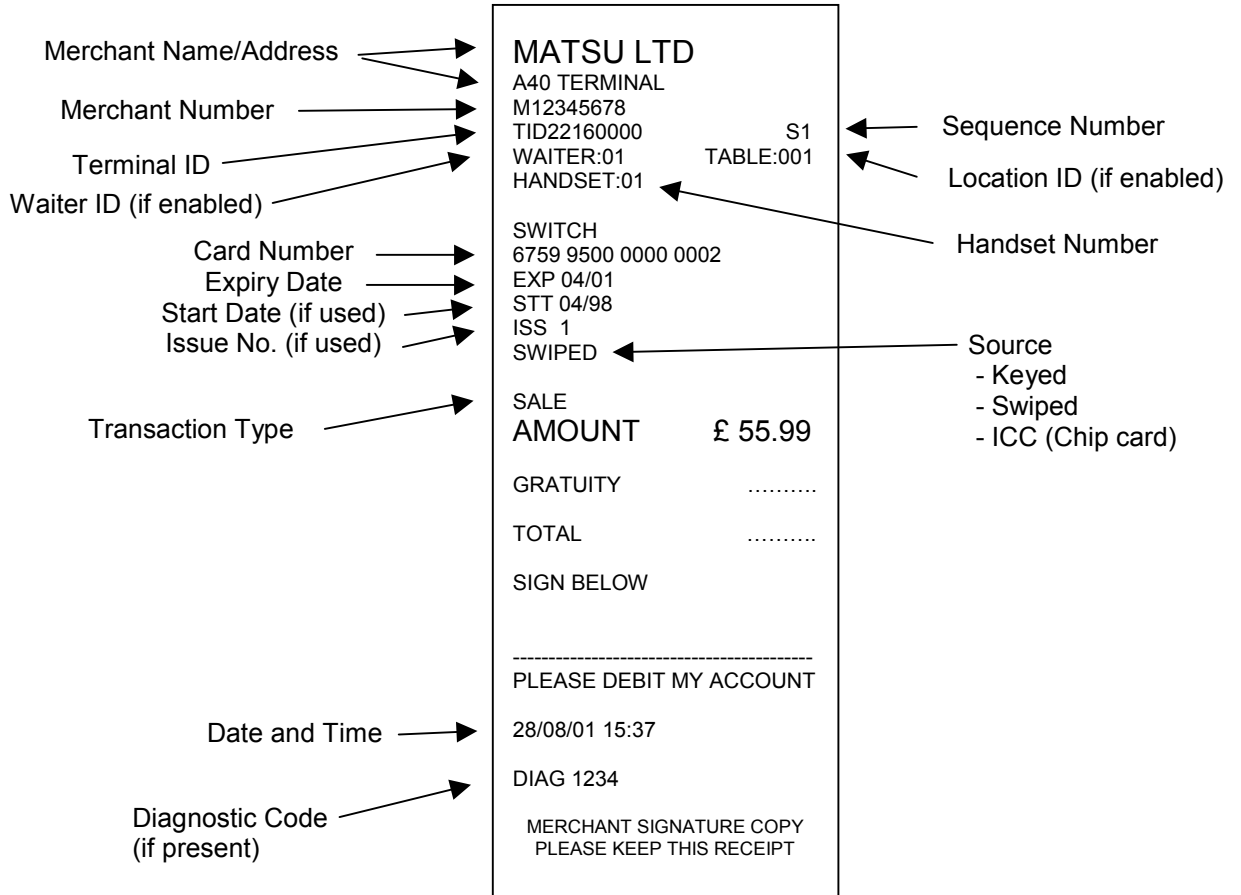 Merchant Name/Address
Merchant Number
Terminal ID
Waiter ID (if enabled)
Card Number
Expiry Date
Start Date (if used)
Issue No. (if used)
Transaction Type
Date and Time
Diagnostic Code
(if present)
MATSU LTD
A40 TERMINAL
M12345678
TID22160000 S1
WAITER:01 TABLE:001
HANDSET:01
SWITCH
6759 9500 0000 0002
EXP 04/01
STT 04/98
ISS 1
SWIPED
SALE
AMOUNT £ 55.99
GRATUITY ..........
TOTAL ..........
SIGN BELOW
------------------------------------------
PLEASE DEBIT MY ACCOUNT
28/08/01 15:37
DIAG 1234
MERCHANT SIGNATURE COPY
PLEASE KEEP THIS RECEIPT
Sequence Number
Location ID (if enabled)
Handset Number
Source
- Keyed
- Swiped
- ICC (Chip card)